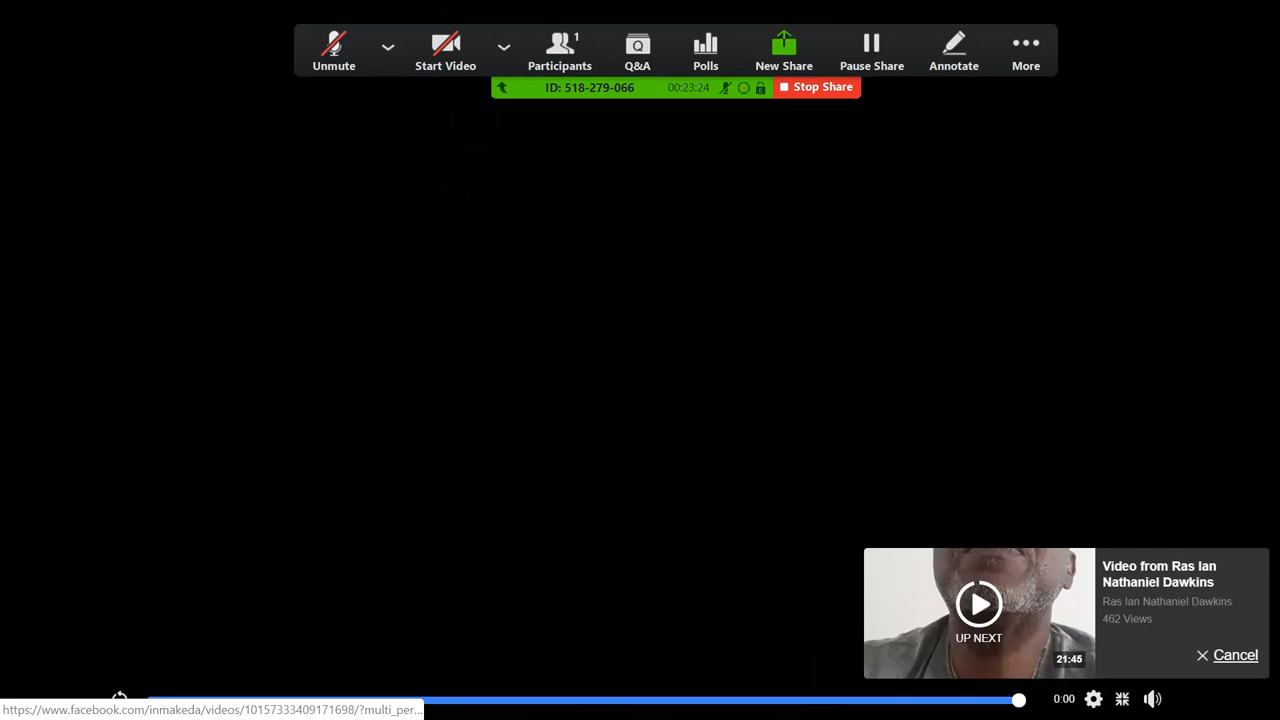 Unmute
Start Video
Participants
1
Q&A
Polls
New Share
Pause Share
Annotate
More
ID: 518-279-066
00:23:24
Stop Share
UP NEXT
21:45
Video from Ras Ian
Nathaniel Dawkins
Ras Ian Nathaniel Dawkins
462 Views
Cancel
0:00
https://www.facebook.com/inmakeda/videos/10157333409171698/?multi_per...